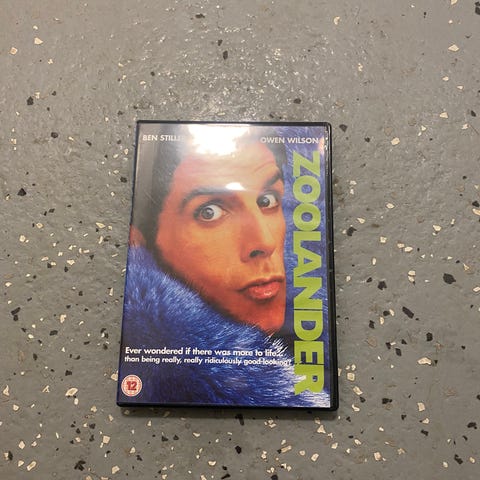 BEN STILLER
OWEN WILSON
ZOOLANDER
Ever wondered if there was more to life...
than being really, really ridiculously good-looking?
12